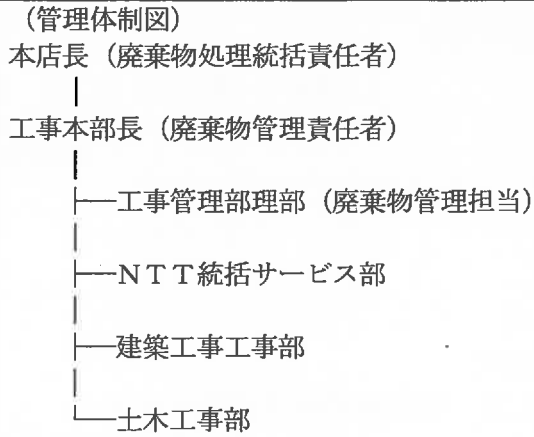 （管理体制図）
本店長（廃棄物処理統括責任者）
工事本部長（廃棄物管理責任者）
工事管理部理部（廃棄物管理担当）
ＮＴＴ統括サービス部
建築工事工事部
土木工事部